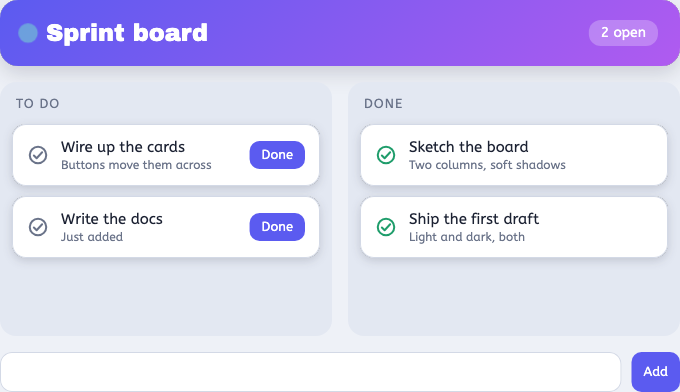 Sprint board
2 open
TO DO
Wire up the cards
Buttons move them across
Done
Write the docs
Just added
Done
DONE
Sketch the board
Two columns, soft shadows
Ship the first draft
Light and dark, both
Add